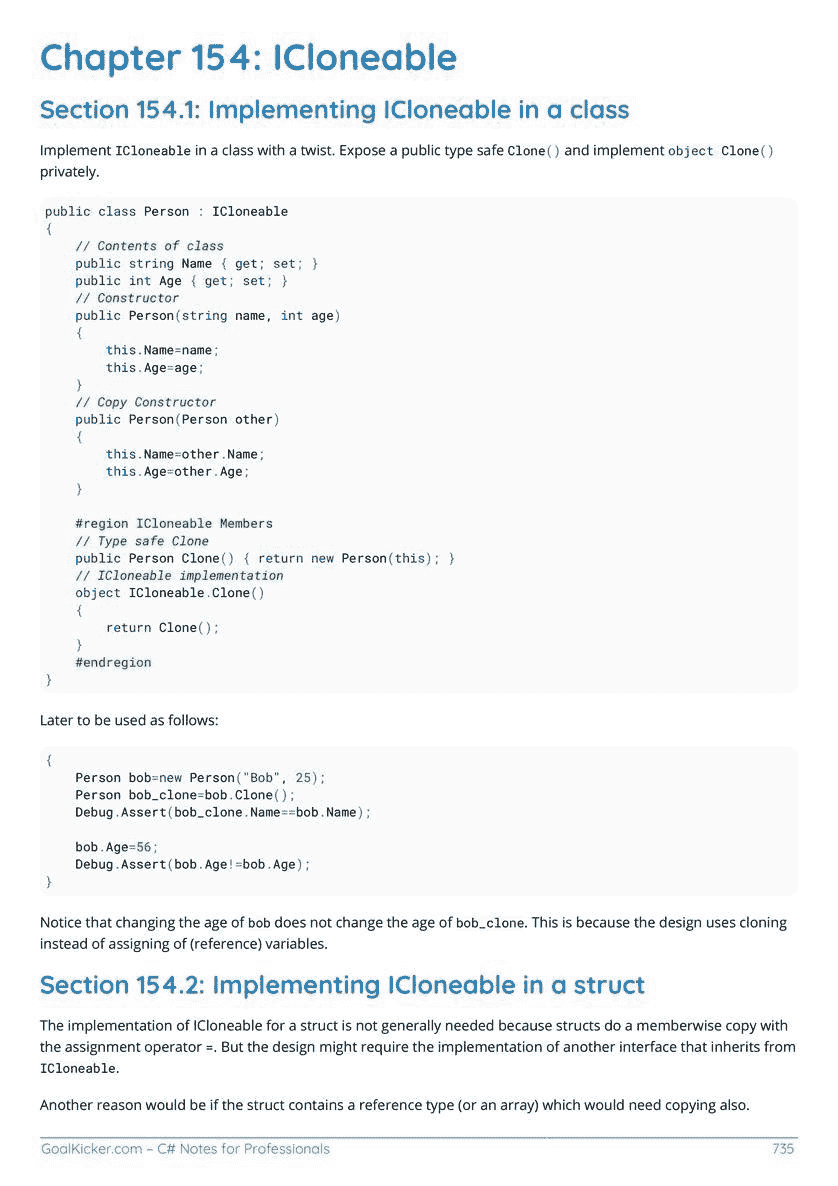 Chapter 154: ICloneable
Section 154.1: Implementing ICloneable in a class
Implement ICloneable in a class with a twist. Expose a public type safe Clone() and implement object Clone()
privately.
public class Person : ICloneable
{
    // Contents of class
    public string Name { get; set; }
    public int Age { get; set; }
    // Constructor
    public Person(string name, int age)
    {
        this.Name=name;
        this.Age=age;
    }
    // Copy Constructor
    public Person(Person other)
    {
        this.Name=other.Name;
        this.Age=other.Age;
    }
    #region ICloneable Members
    // Type safe Clone
    public Person Clone() { return new Person(this); }
    // ICloneable implementation
    object ICloneable.Clone()
    {
        return Clone();
    }
    #endregion
}
Later to be used as follows:
{
    Person bob=new Person("Bob", 25);
    Person bob_clone=bob.Clone();
    Debug.Assert(bob_clone.Name==bob.Name);
    bob.Age=56;
    Debug.Assert(bob.Age!=bob.Age);
}
Notice that changing the age of bob does not change the age of bob_clone. This is because the design uses cloning
instead of assigning of (reference) variables.
Section 154.2: Implementing ICloneable in a struct
The implementation of ICloneable for a struct is not generally needed because structs do a memberwise copy with
the assignment operator =. But the design might require the implementation of another interface that inherits from
ICloneable.
Another reason would be if the struct contains a reference type (or an array) which would need copying also.
GoalKicker.com – C# Notes for Professionals 735